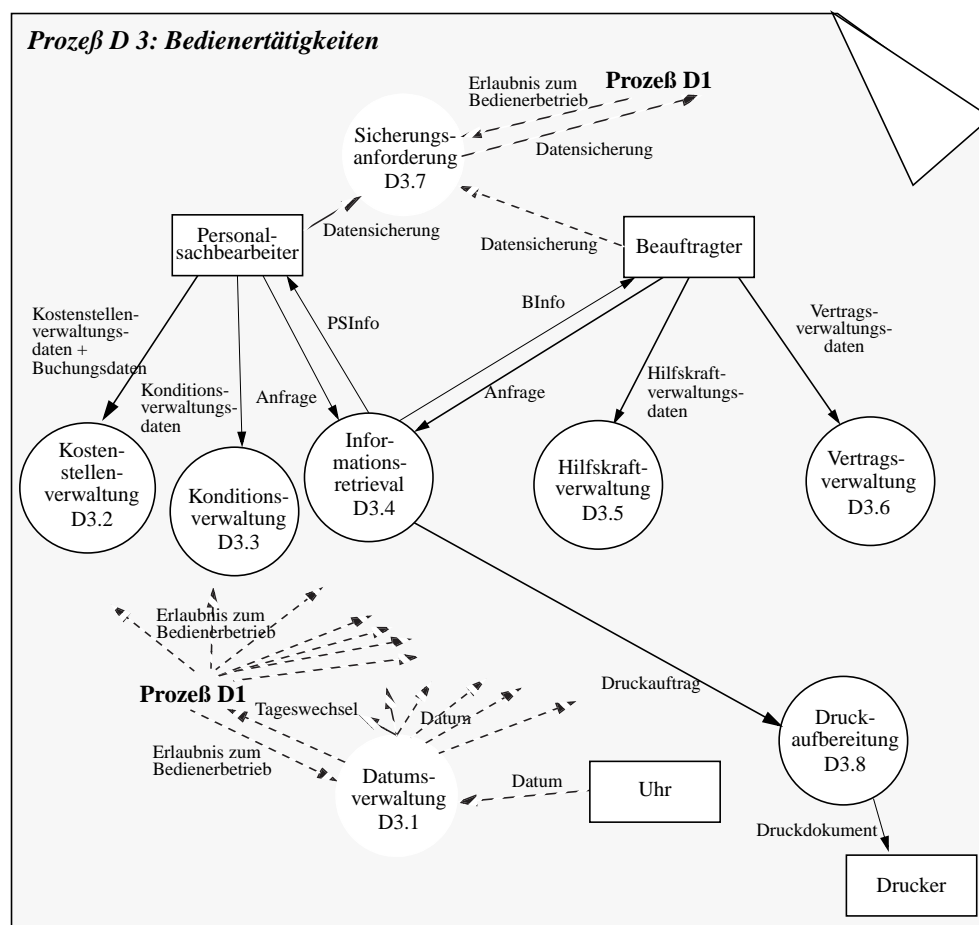 Prozeß D 3: Bedienertätigkeiten
Erlaubnis zum
Bedienerbetrieb
Prozeß D1
Sicherungs-
anforderung
D3.7
Datensicherung
Personal-
sachbearbeiter
Datensicherung
Datensicherung
Beauftragter
Kostenstellen-
verwaltungs-
daten +
Buchungsdaten
PSInfo
BInfo
Vertrags-
verwaltungs-
daten
Konditions-
verwaltungs-
daten
Anfrage
Anfrage
Hilfskraft-
verwaltungs-
daten
Kosten-
stellen-
verwaltung
D3.2
Konditions-
verwaltung
D3.3
Infor-
mations-
retrieval
D3.4
Hilfskraft-
verwaltung
D3.5
Vertrags-
verwaltung
D3.6
Erlaubnis zum
Bedienerbetrieb
Prozeß D1
Tageswechsel
Datum
Druckauftrag
Erlaubnis zum
Bedienerbetrieb
Datums-
verwaltung
D3.1
Datum
Uhr
Druck-
aufbereitung
D3.8
Druckdokument
Drucker